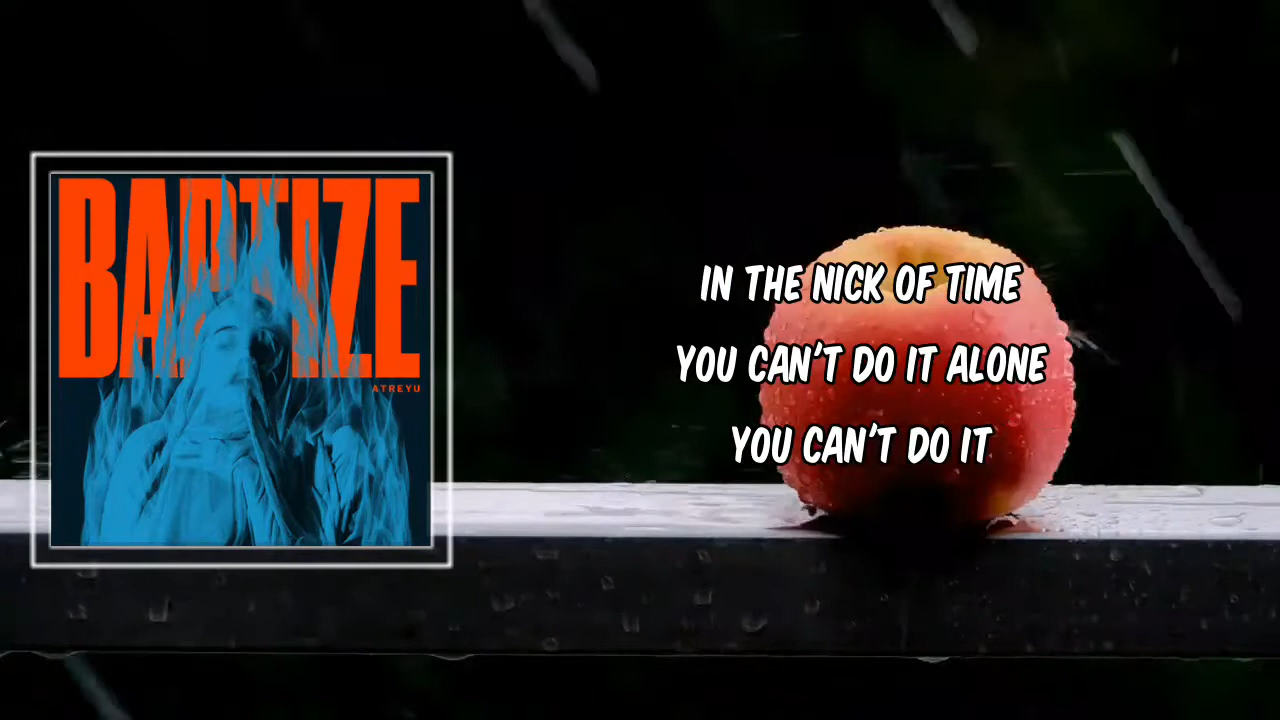 BAPTIZE
ATREYU
IN THE NICK OF TIME
YOU CAN'T DO IT ALONE
YOU CAN'T DO IT